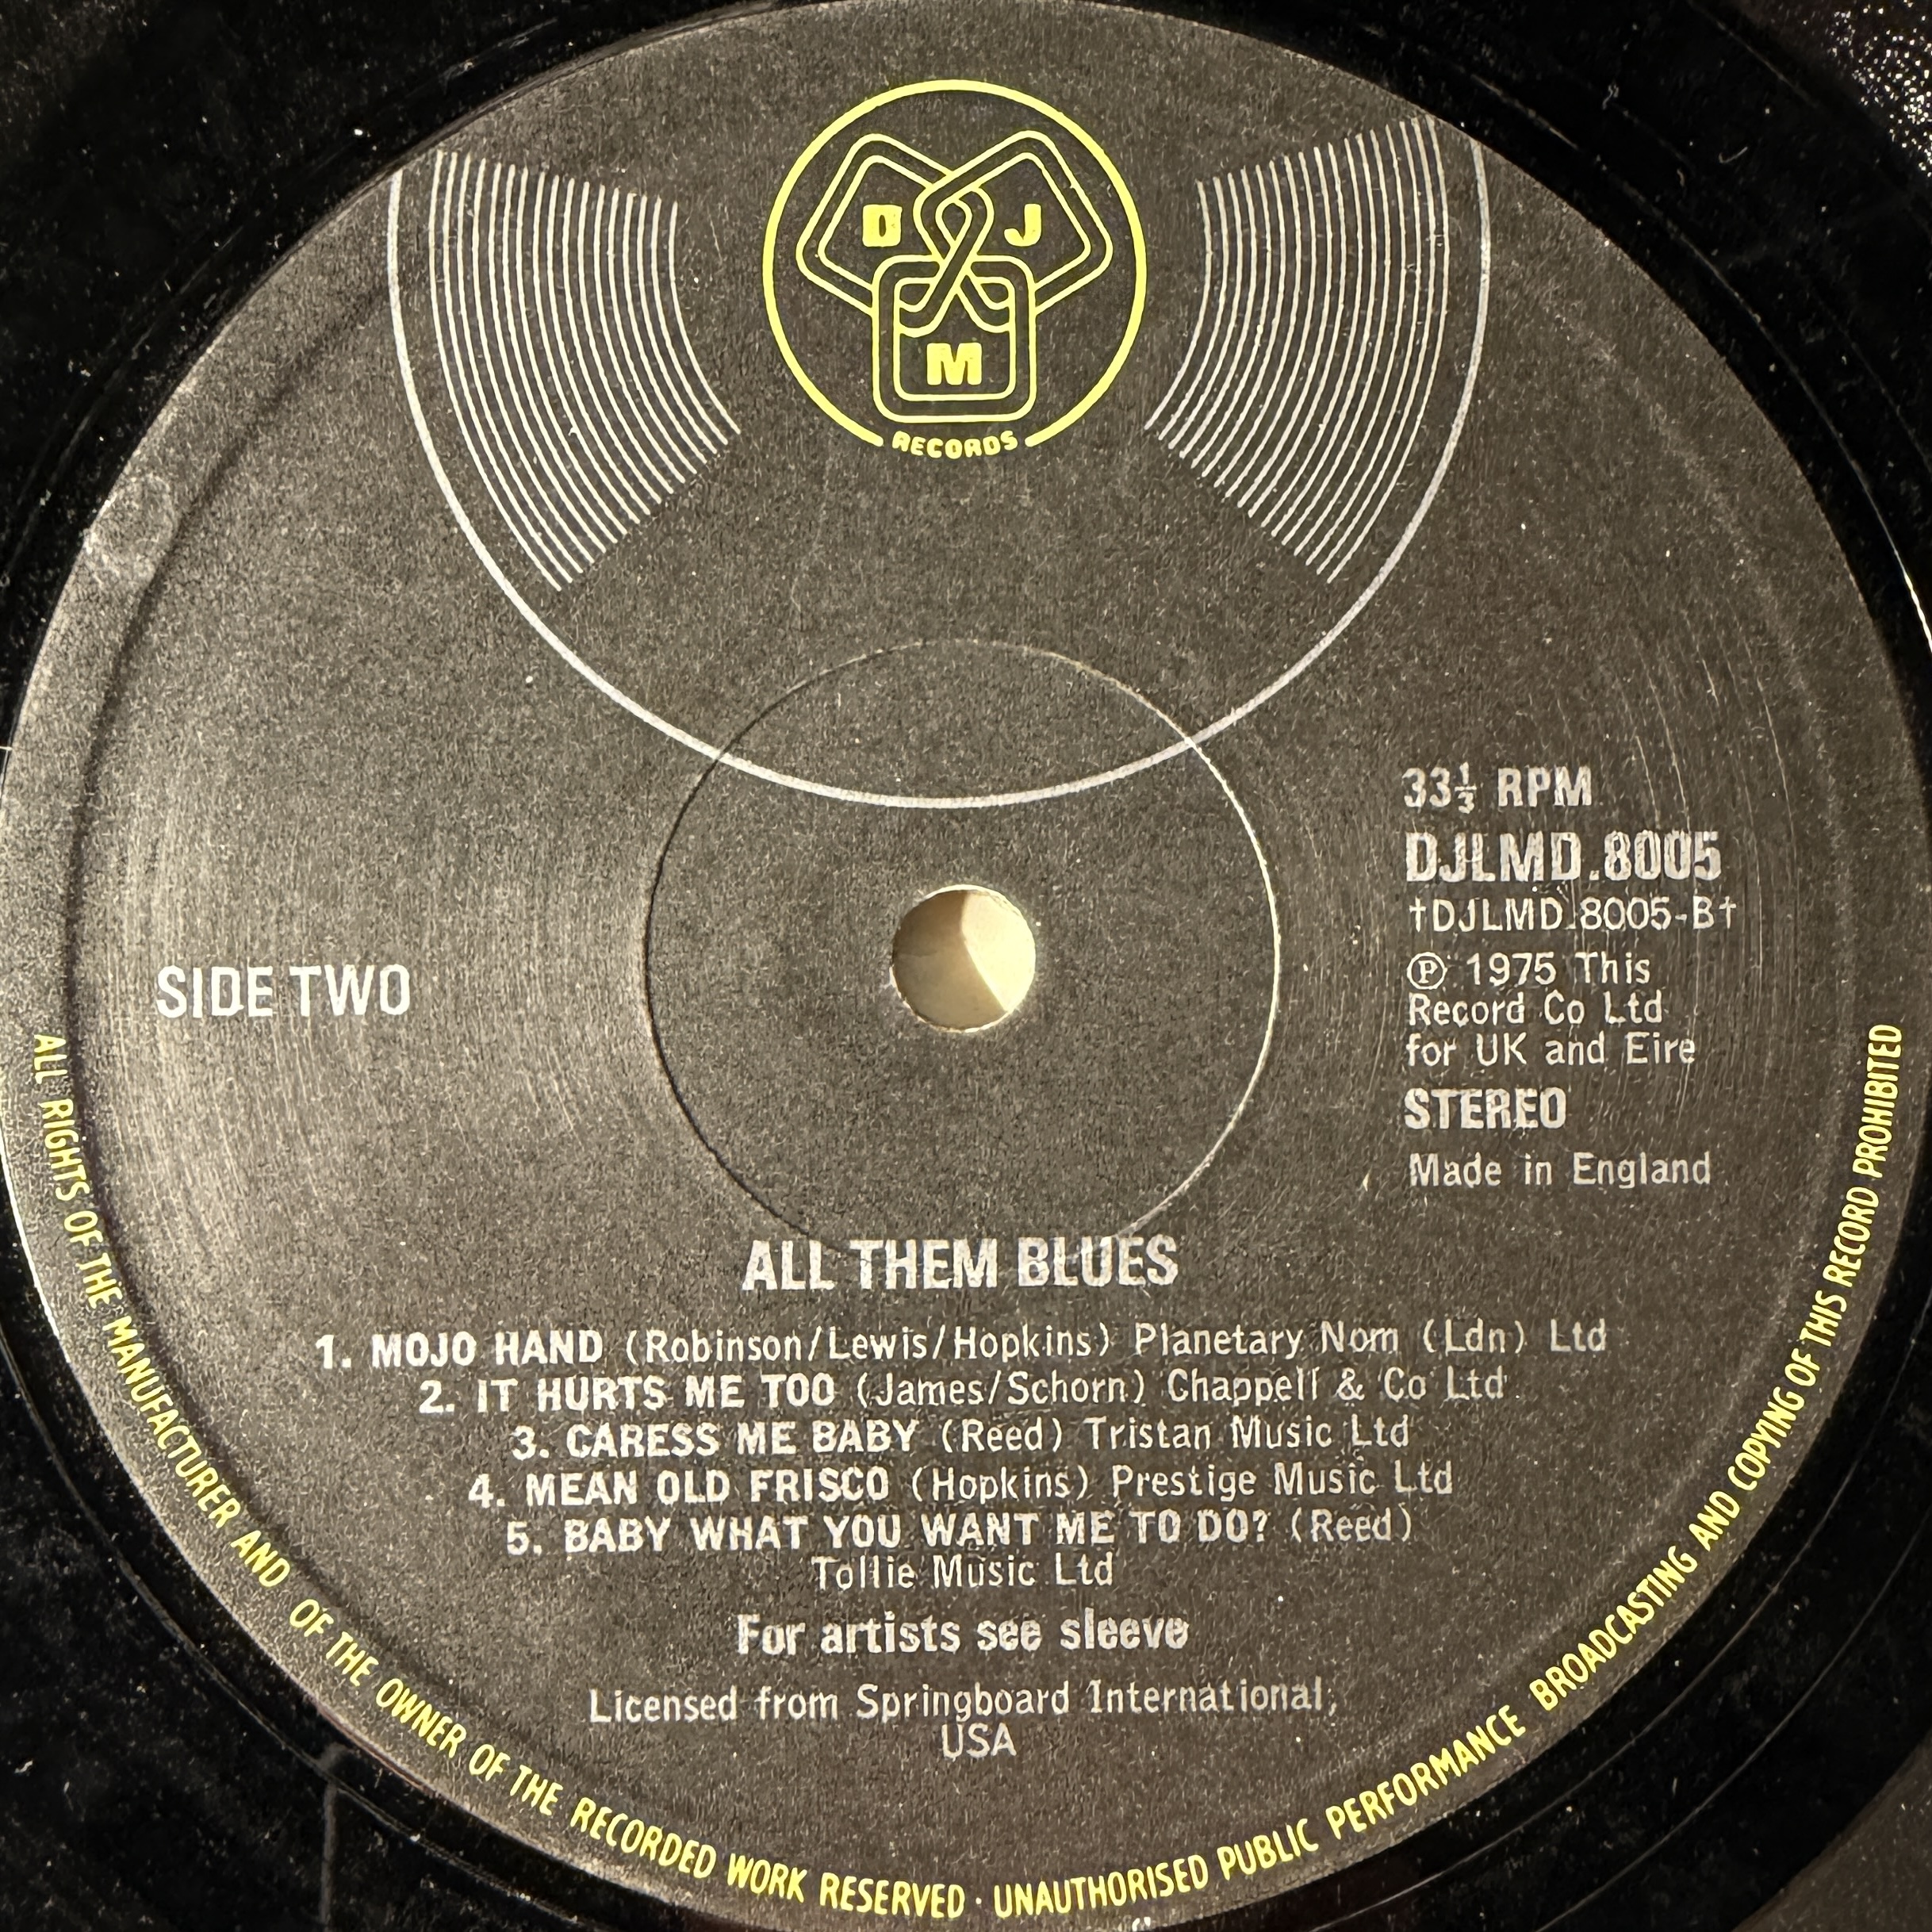 D J
M
RECORDS
33⅓ RPM
DJLMD.8005
†DJLMD.8005-B†
Ⓟ 1975 This
Record Co Ltd
for UK and Eire
STEREO
Made in England
SIDE TWO
ALL THEM BLUES
1. MOJO HAND (Robinson/Lewis/Hopkins) Planetary Nom (Ldn) Ltd
2. IT HURTS ME TOO (James/Schorn) Chappell & Co Ltd
3. CARESS ME BABY (Reed) Tristan Music Ltd
4. MEAN OLD FRISCO (Hopkins) Prestige Music Ltd
5. BABY WHAT YOU WANT ME TO DO? (Reed)
Tollie Music Ltd
For artists see sleeve
Licensed from Springboard International,
USA
ALL RIGHTS OF THE MANUFACTURER AND OF THE OWNER OF THE RECORDED WORK RESERVED · UNAUTHORISED PUBLIC PERFORMANCE BROADCASTING AND COPYING OF THIS RECORD PROHIBITED